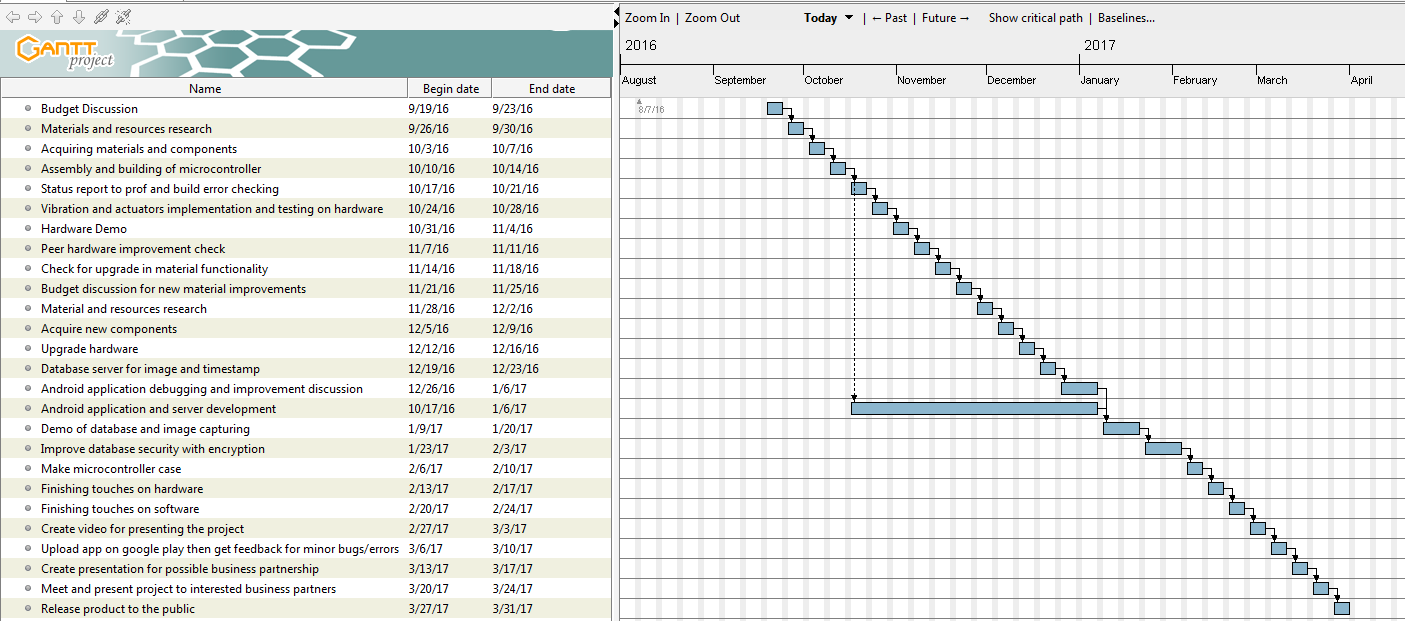 Zoom In | Zoom Out Today | ←Past | Future→ Show critical path | Baselines...
2016 2017
GANTT
project
August September October November December January February March April
Name Begin date End date
8/7/16
Budget Discussion 9/19/16 9/23/16
Materials and resources research 9/26/16 9/30/16
Acquiring materials and components 10/3/16 10/7/16
Assembly and building of microcontroller 10/10/16 10/14/16
Status report to prof and build error checking 10/17/16 10/21/16
Vibration and actuators implementation and testing on hardware 10/24/16 10/28/16
Hardware Demo 10/31/16 11/4/16
Peer hardware improvement check 11/7/16 11/11/16
Check for upgrade in material functionality 11/14/16 11/18/16
Budget discussion for new material improvements 11/21/16 11/25/16
Material and resources research 11/28/16 12/2/16
Acquire new components 12/5/16 12/9/16
Upgrade hardware 12/12/16 12/16/16
Database server for image and timestamp 12/19/16 12/23/16
Android application debugging and improvement discussion 12/26/16 1/6/17
Android application and server development 10/17/16 1/6/17
Demo of database and image capturing 1/9/17 1/20/17
Improve database security with encryption 1/23/17 2/3/17
Make microcontroller case 2/6/17 2/10/17
Finishing touches on hardware 2/13/17 2/17/17
Finishing touches on software 2/20/17 2/24/17
Create video for presenting the project 2/27/17 3/3/17
Upload app on google play then get feedback for minor bugs/errors 3/6/17 3/10/17
Create presentation for possible business partnership 3/13/17 3/17/17
Meet and present project to interested business partners 3/20/17 3/24/17
Release product to the public 3/27/17 3/31/17